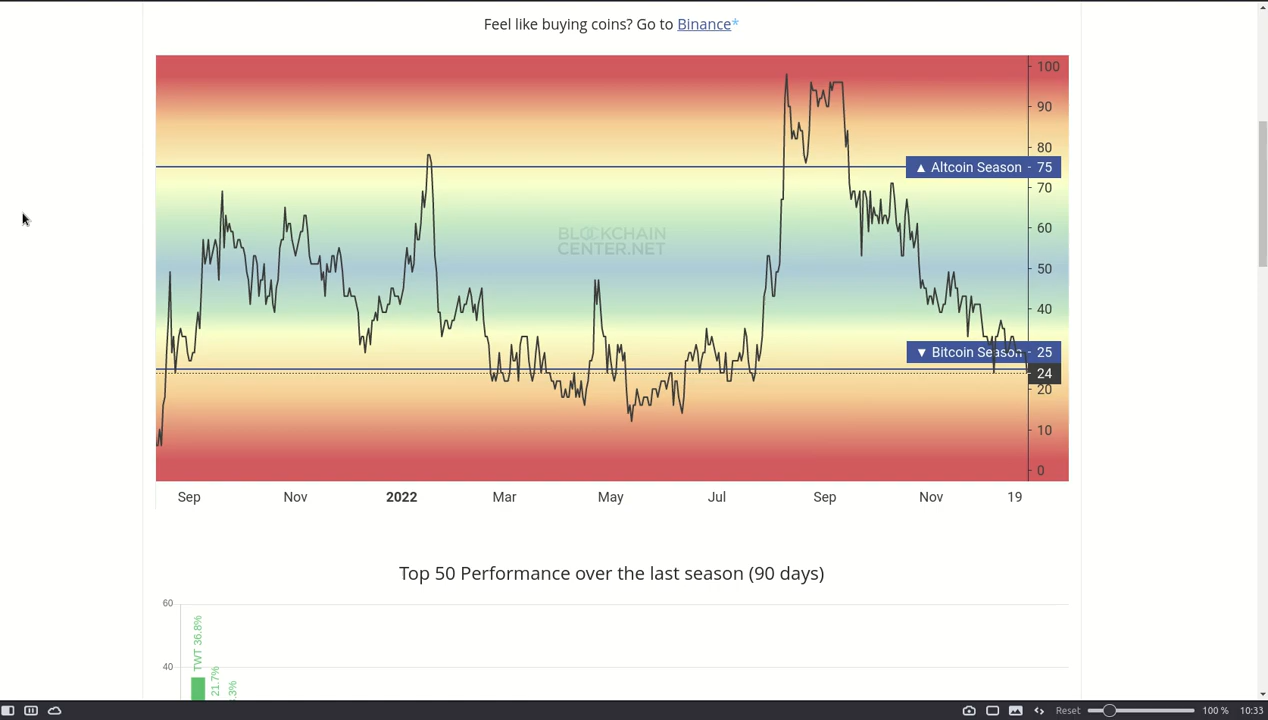 Feel like buying coins? Go to Binance*
100
90
80
▲ Altcoin Season - 75
70
BLOCKCHAIN
CENTER.NET
60
50
40
▼ Bitcoin Season - 25
24
20
10
0
Sep Nov 2022 Mar May Jul Sep Nov 19
Top 50 Performance over the last season (90 days)
60
TWT 36.8%
40
21.7%
.3%
Reset 100 % 10:33